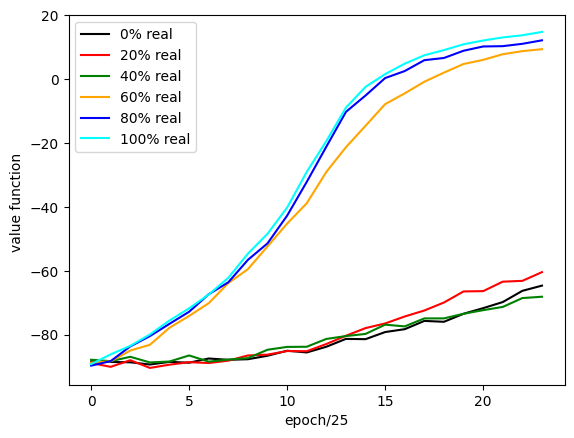 0% real
20% real
40% real
60% real
80% real
100% real
20
0
−20
−40
−60
−80
value function
0
5
10
15
20
epoch/25